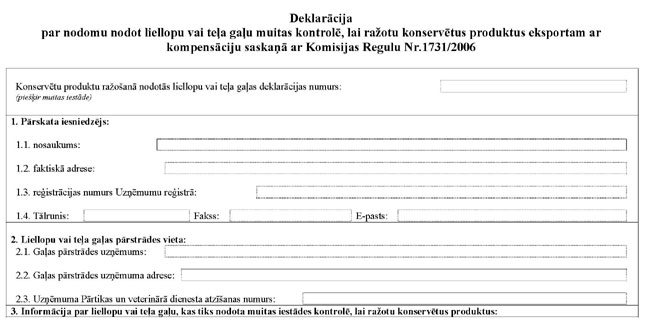 Deklarācija
par nodomu nodot liellopu vai teļa gaļu muitas kontrolē, lai ražotu konservētus produktus eksportam ar
kompensāciju saskaņā ar Komisijas Regulu Nr.1731/2006
Konservētu produktu ražošanā nodotās liellopu vai teļa gaļas deklarācijas numurs:
(piešķir muitas iestāde)
1. Pārskata iesniedzējs:
1.1. nosaukums:
1.2. faktiskā adrese:
1.3. reģistrācijas numurs Uzņēmumu reģistrā:
1.4. Tālrunis: Fakss: E-pasts:
2. Liellopu vai teļa gaļas pārstrādes vieta:
2.1. Gaļas pārstrādes uzņēmums:
2.2. Gaļas pārstrādes uzņēmuma adrese:
2.3. Uzņēmuma Pārtikas un veterinārā dienesta atzīšanas numurs:
3. Informācija par liellopu vai teļa gaļu, kas tiks nodota muitas iestādes kontrolē, lai ražotu konservētus produktus: